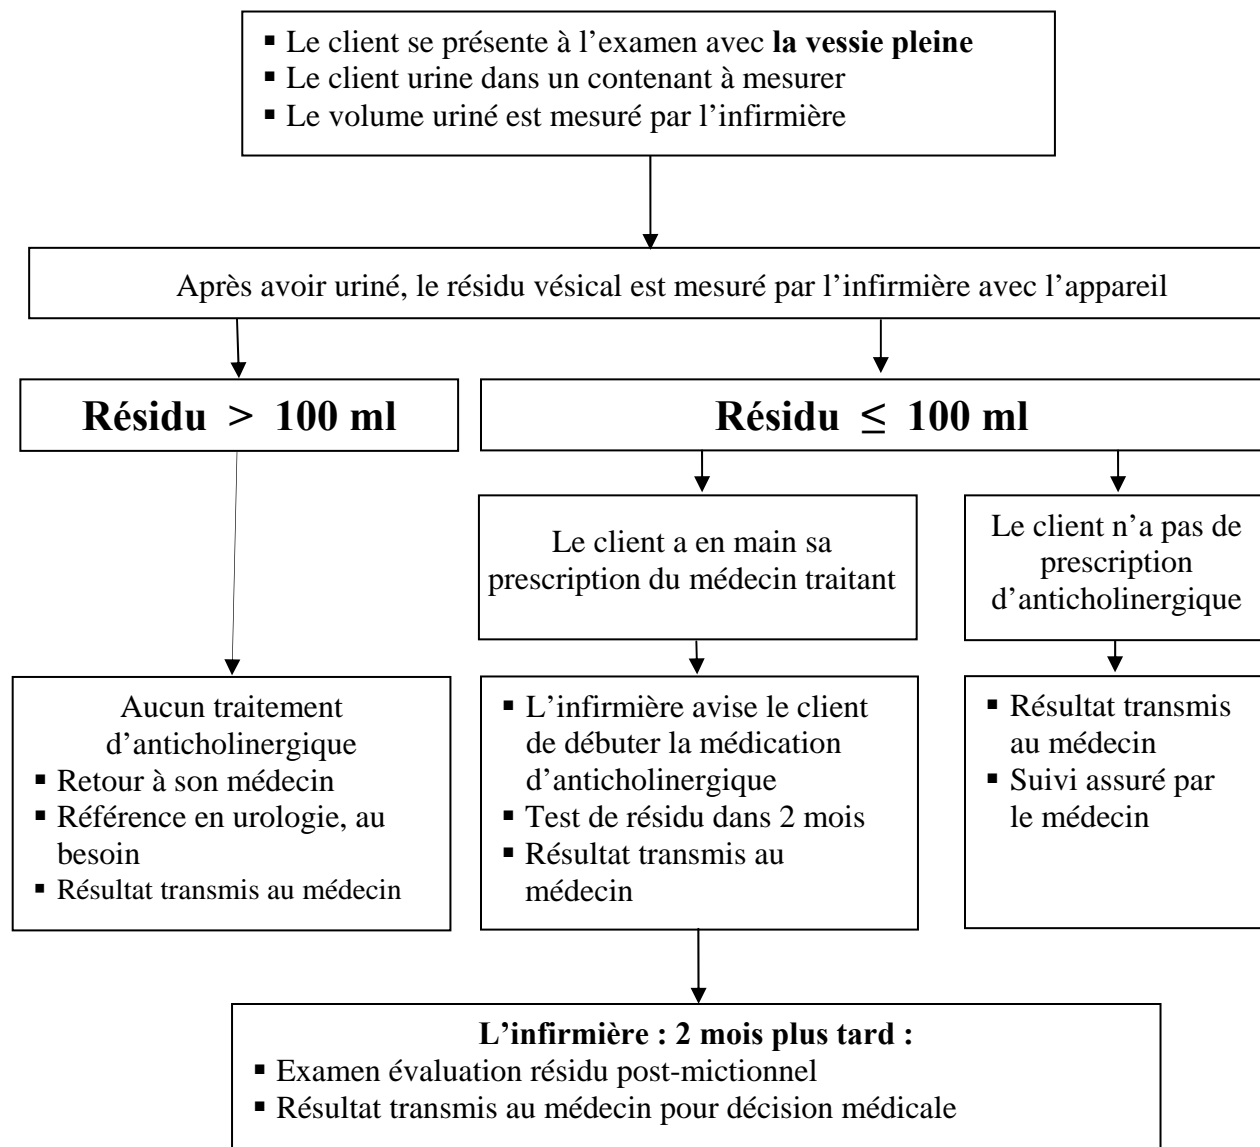 ▪ Le client se présente à l’examen avec la vessie pleine
▪ Le client urine dans un contenant à mesurer
▪ Le volume uriné est mesuré par l’infirmière
Après avoir uriné, le résidu vésical est mesuré par l’infirmière avec l’appareil
Résidu > 100 ml
Résidu ≤ 100 ml
Le client a en main sa
prescription du médecin traitant
Le client n’a pas de
prescription
d’anticholinergique
Aucun traitement
d’anticholinergique
▪ Retour à son médecin
▪ Référence en urologie, au
besoin
▪ Résultat transmis au médecin
▪ L’infirmière avise le client
de débuter la médication
d’anticholinergique
▪ Test de résidu dans 2 mois
▪ Résultat transmis au
médecin
▪ Résultat transmis
au médecin
▪ Suivi assuré par
le médecin
L’infirmière : 2 mois plus tard :
▪ Examen évaluation résidu post-mictionnel
▪ Résultat transmis au médecin pour décision médicale